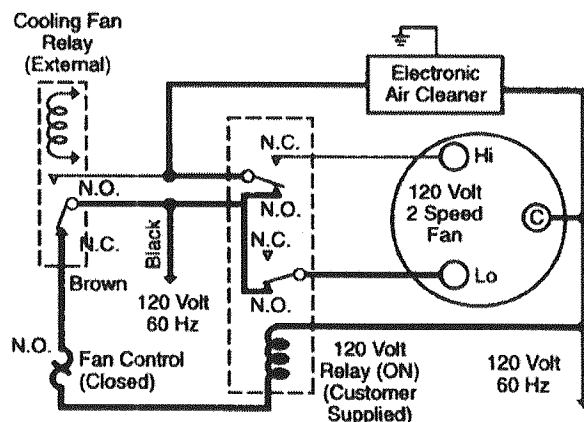 Cooling Fan
Relay
(External)
Electronic
Air Cleaner
N.C.
Hi
N.O.
N.O.
120 Volt
2 Speed
Fan
C
N.C.
N.C.
Black
Brown
N.O.
Lo
120 Volt
60 Hz
N.O.
Fan Control
(Closed)
120 Volt
Relay (ON)
(Customer
Supplied)
120 Volt
60 Hz